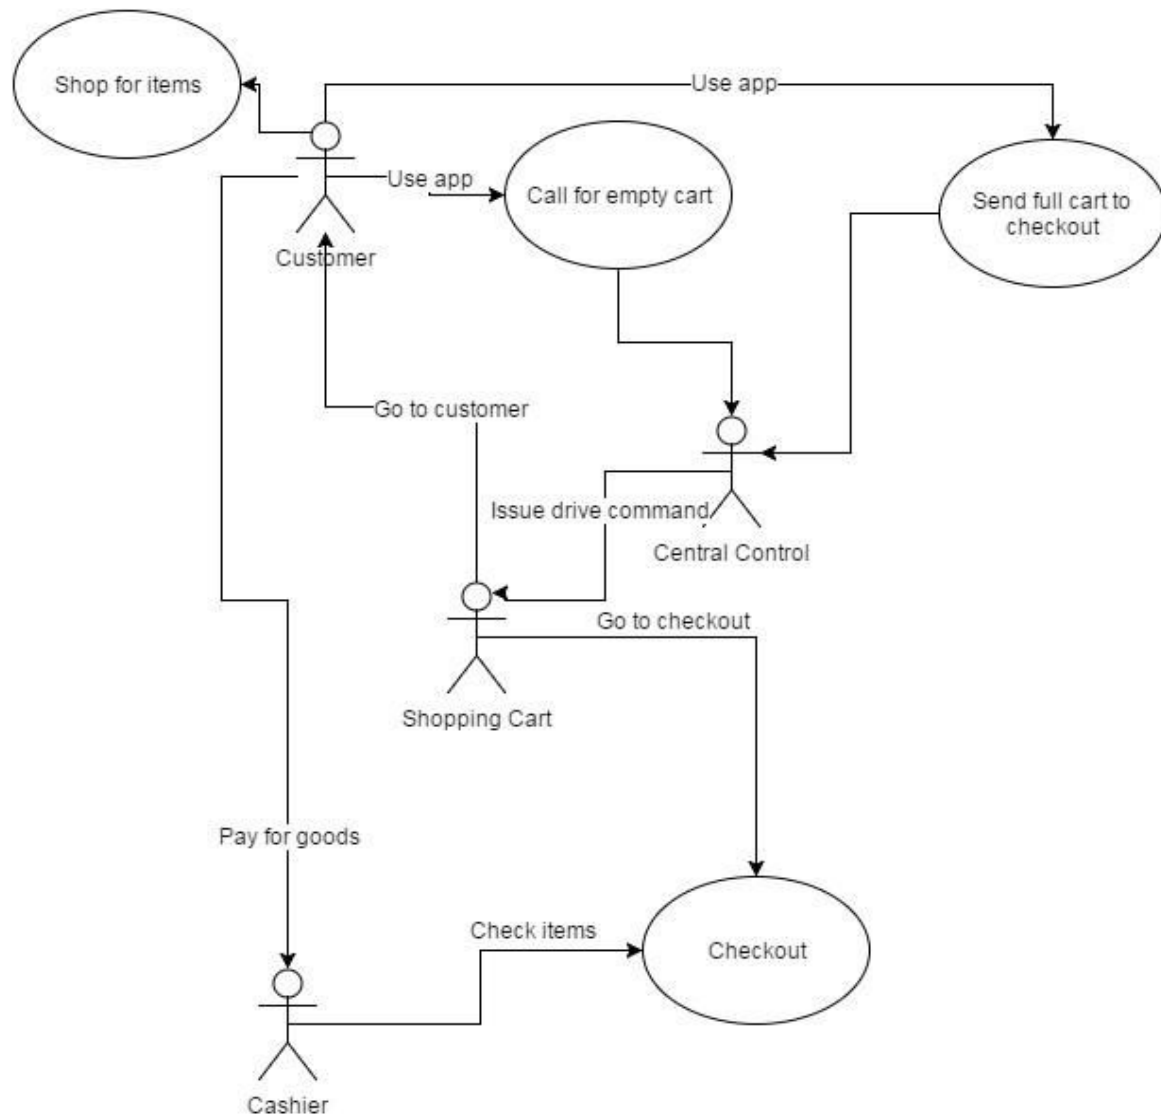 Shop for items
Use app
Use app
Call for empty cart
Send full cart to
checkout
Customer
Go to customer
Issue drive command
Central Control
Go to checkout
Shopping Cart
Pay for goods
Check items
Checkout
Cashier